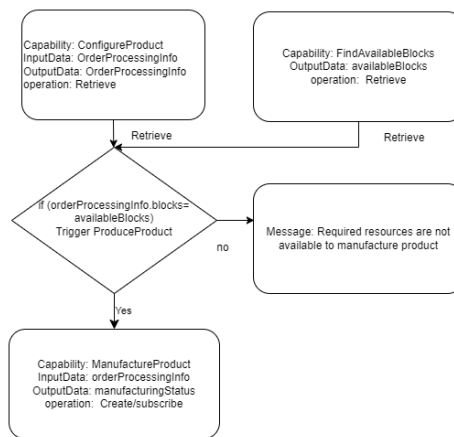 Capability: ConfigureProduct
InputData: OrderProcessingInfo
OutputData: OrderProcessingInfo
operation: Retrieve
Capability: FindAvailableBlocks
OutputData: availableBlocks
operation: Retrieve
Retrieve
Retrieve
if (orderProcessingInfo.blocks=
availableBlocks)
Trigger ProduceProduct
no
Message: Required resources are not
available to manufacture product
Yes
Capability: ManufactureProduct
InputData: orderProcessingInfo
OutputData: manufacturingStatus
operation: Create/subscribe